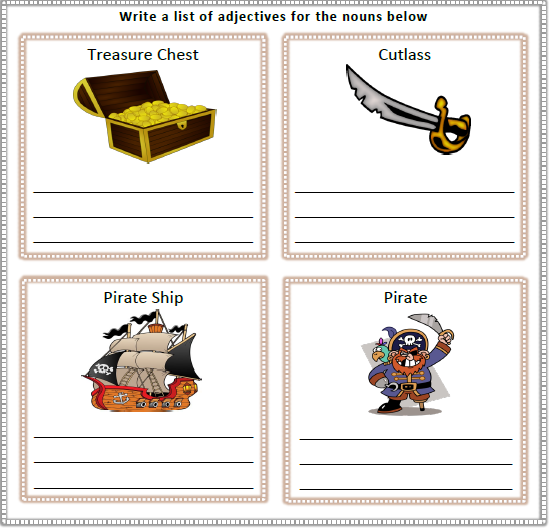 Write a list of adjectives for the nouns below
Treasure Chest
Cutlass
Pirate Ship
Pirate